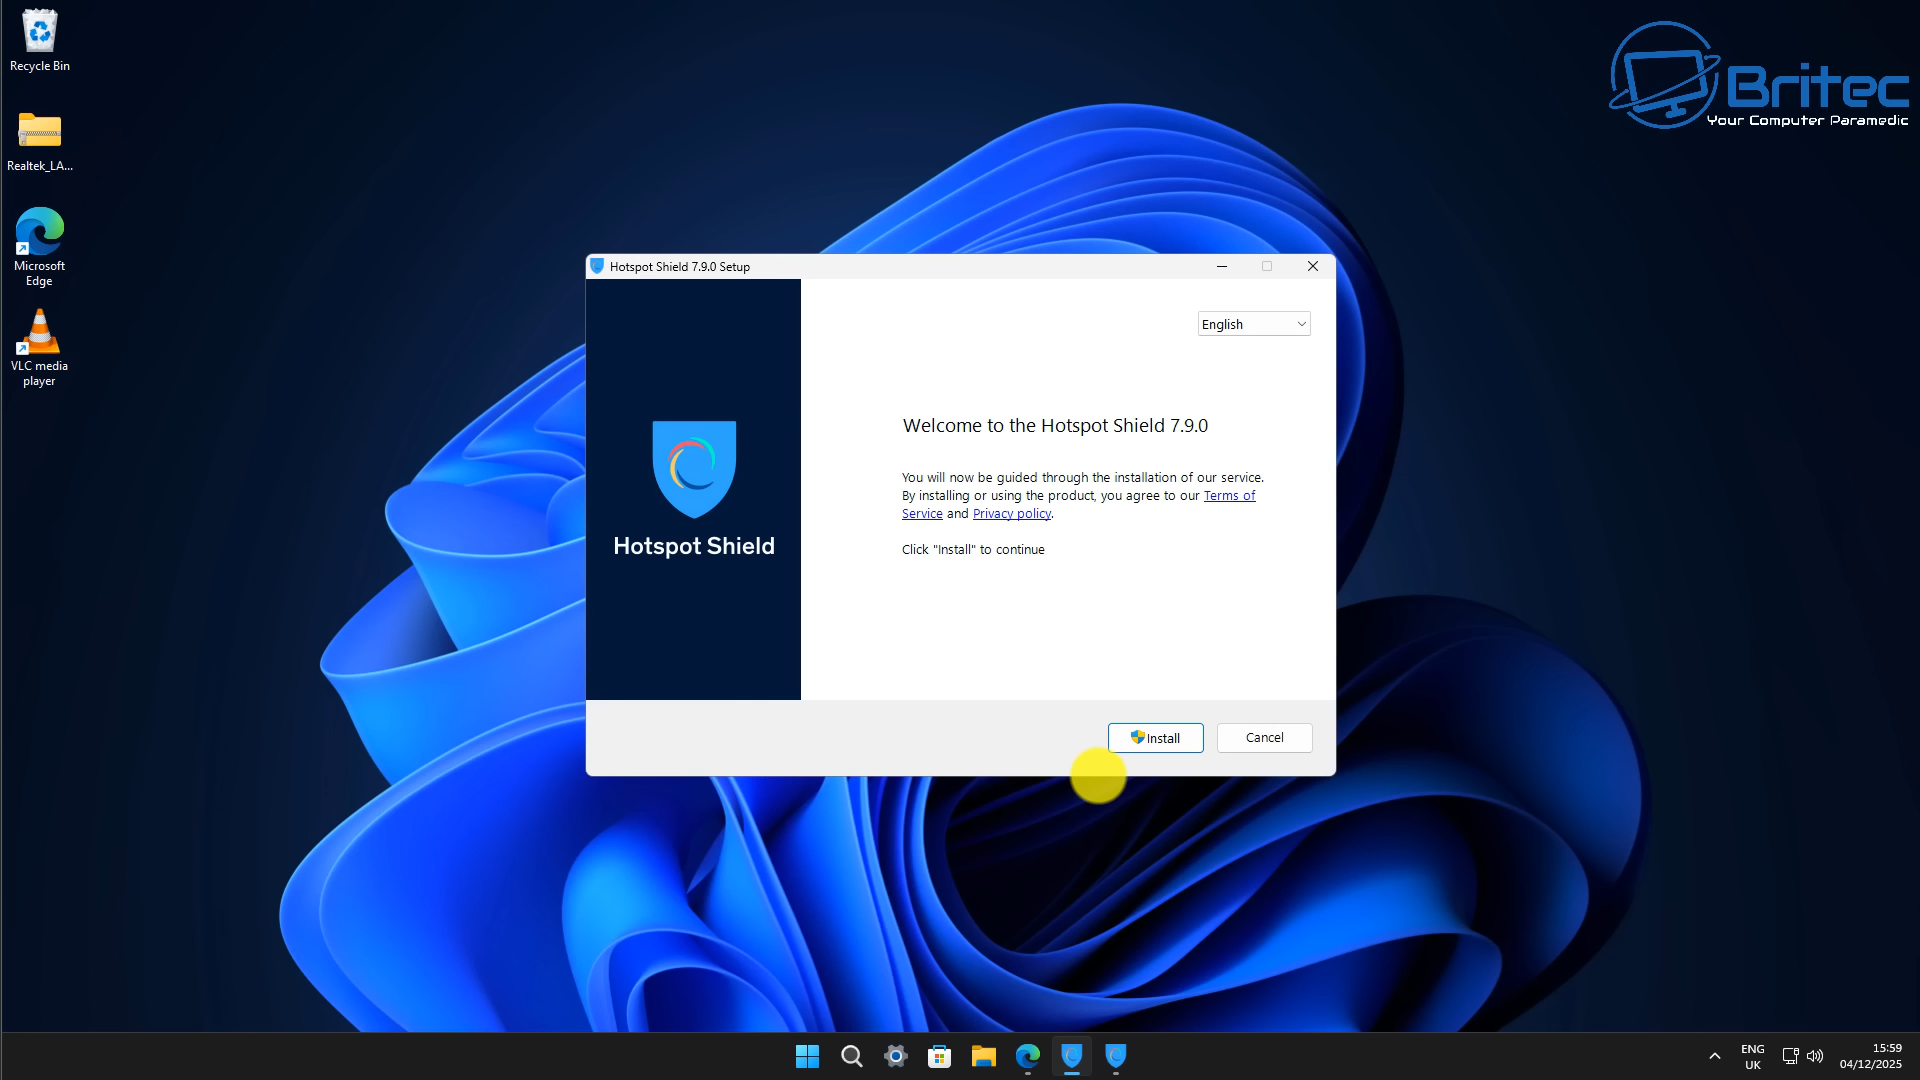 Recycle Bin
Realtek_LA...
Microsoft
Edge
VLC media
player
Britec
Your Computer Paramedic
Hotspot Shield 7.9.0 Setup
English
Hotspot Shield
Welcome to the Hotspot Shield 7.9.0
You will now be guided through the installation of our service.
By installing or using the product, you agree to our Terms of
Service and Privacy policy.
Click "Install" to continue
Install
Cancel
ENG
UK
15:59
04/12/2025